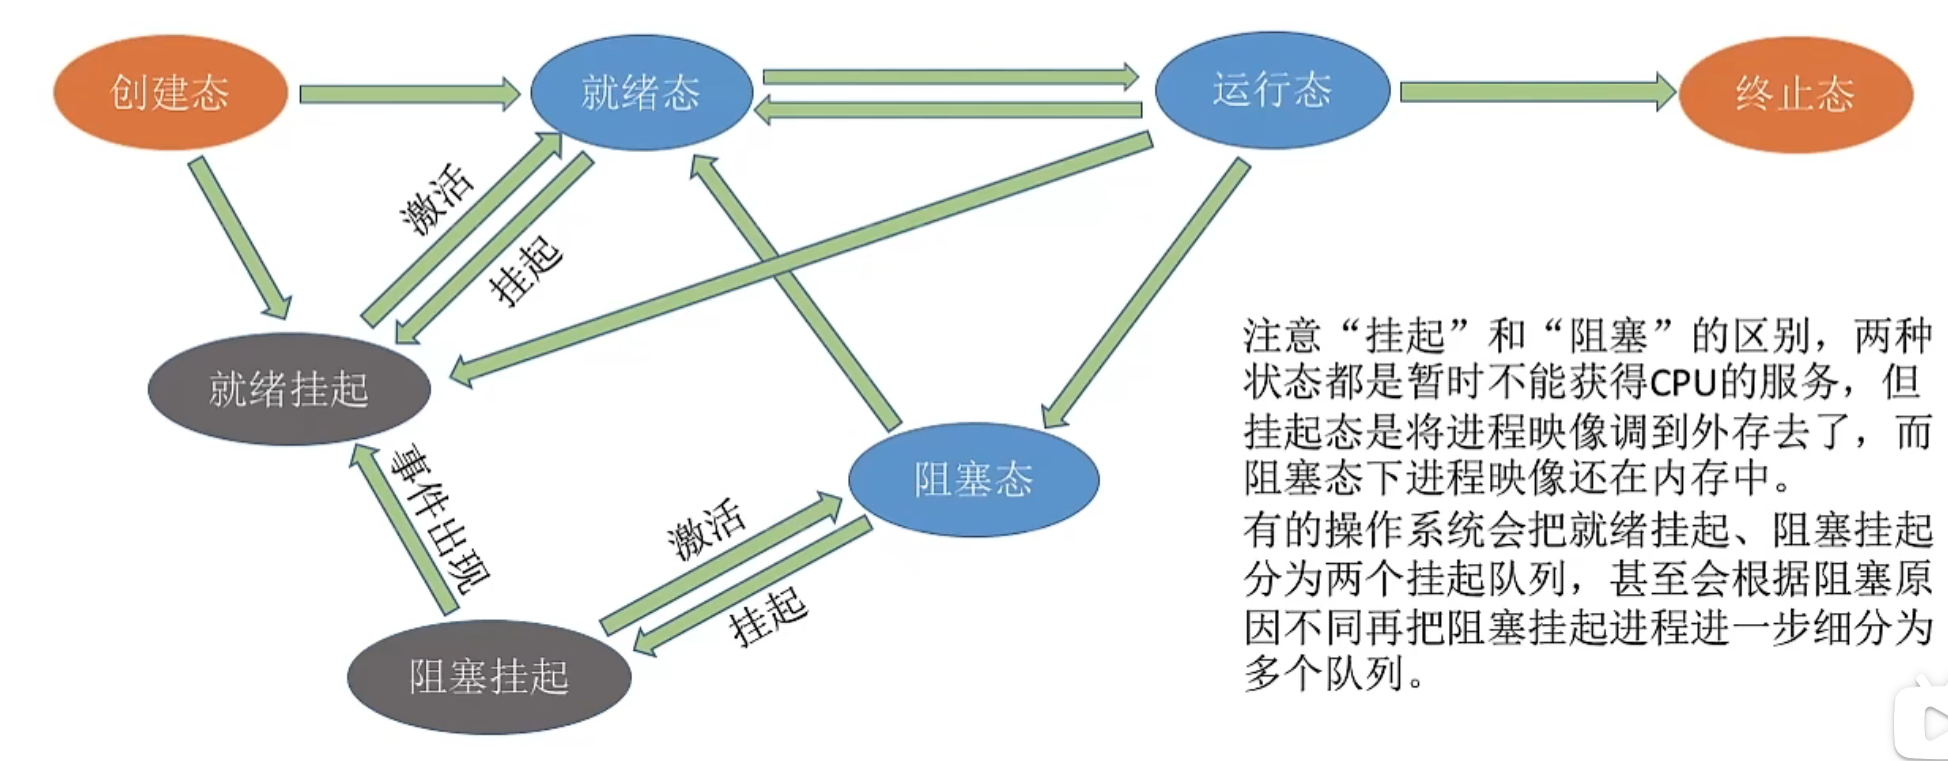 创建态
就绪态
运行态
终止态
激活
挂起
就绪挂起
事件出现
阻塞态
激活
挂起
阻塞挂起
注意“挂起”和“阻塞”的区别，两种
状态都是暂时不能获得CPU的服务，但
挂起态是将进程映像调到外存去了，而
阻塞态下进程映像还在内存中。
有的操作系统会把就绪挂起、阻塞挂起
分为两个挂起队列，甚至会根据阻塞原
因不同再把阻塞挂起进程进一步细分为
多个队列。